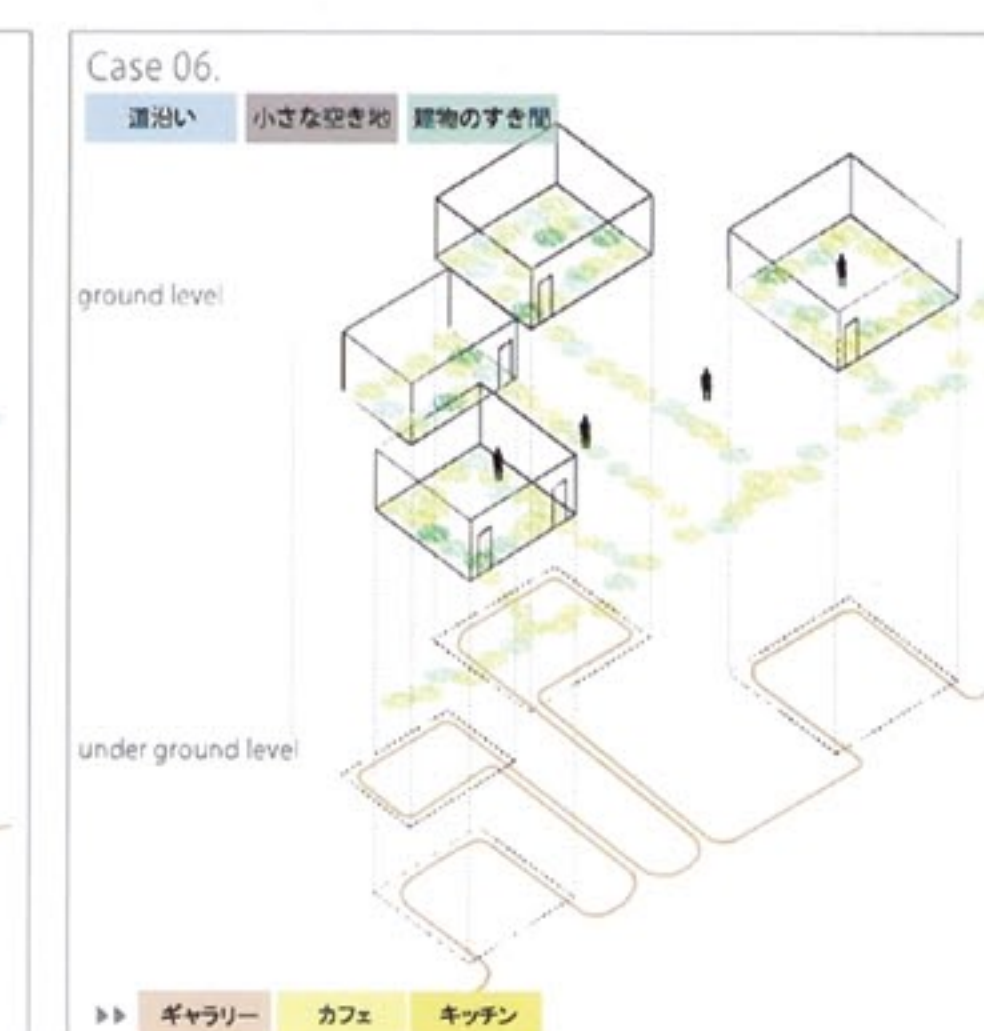 Case 06.
道沿い 小さな空き地 建物のすき間
ground level
under ground level
ギャラリー カフェ キッチン